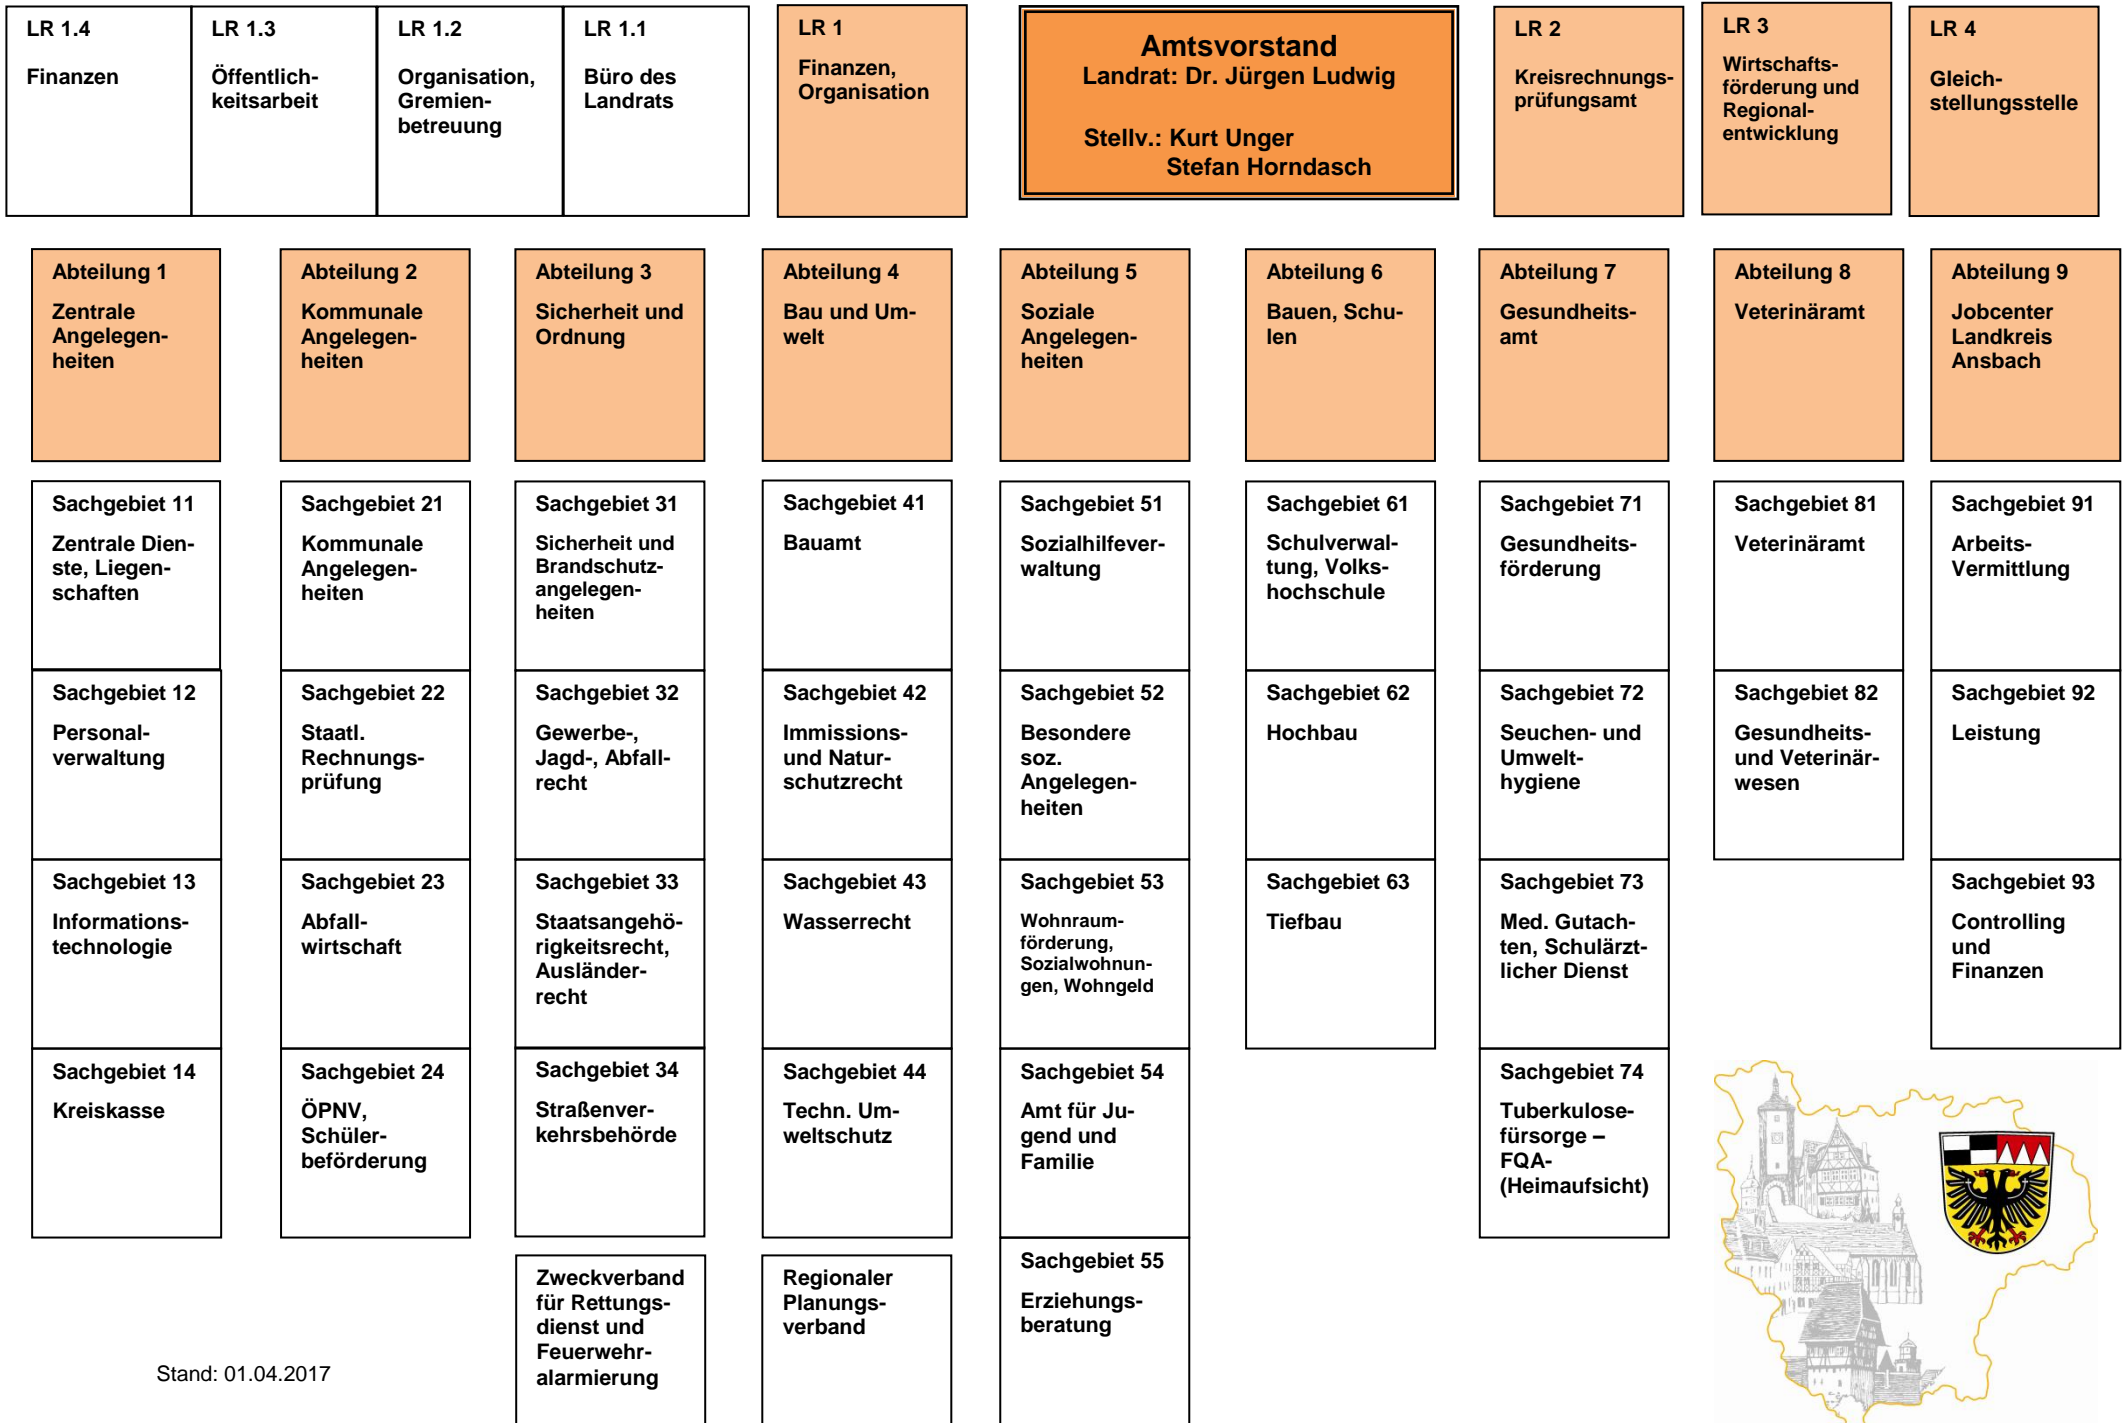 LR 1.4
Finanzen
LR 1.3
Öffentlich-
keitsarbeit
LR 1.2
Organisation,
Gremien-
betreuung
LR 1.1
Büro des
Landrats
LR 1
Finanzen,
Organisation
Amtsvorstand
Landrat: Dr. Jürgen Ludwig
Stellv.: Kurt Unger
Stefan Horndasch
LR 2
Kreisrechnungs-
prüfungsamt
LR 3
Wirtschafts-
förderung und
Regional-
entwicklung
LR 4
Gleich-
stellungsstelle
Abteilung 1
Zentrale
Angelegen-
heiten
Abteilung 2
Kommunale
Angelegen-
heiten
Abteilung 3
Sicherheit und
Ordnung
Abteilung 4
Bau und Um-
welt
Abteilung 5
Soziale
Angelegen-
heiten
Abteilung 6
Bauen, Schu-
len
Abteilung 7
Gesundheits-
amt
Abteilung 8
Veterinäramt
Abteilung 9
Jobcenter
Landkreis
Ansbach
Sachgebiet 11
Zentrale Dien-
ste, Liegen-
schaften
Sachgebiet 21
Kommunale
Angelegen-
heiten
Sachgebiet 31
Sicherheit und
Brandschutz-
angelegen-
heiten
Sachgebiet 41
Bauamt
Sachgebiet 51
Sozialhilfever-
waltung
Sachgebiet 61
Schulverwal-
tung, Volks-
hochschule
Sachgebiet 71
Gesundheits-
förderung
Sachgebiet 81
Veterinäramt
Sachgebiet 91
Arbeits-
Vermittlung
Sachgebiet 12
Personal-
verwaltung
Sachgebiet 22
Staatl.
Rechnungs-
prüfung
Sachgebiet 32
Gewerbe-,
Jagd-, Abfall-
recht
Sachgebiet 42
Immissions-
und Natur-
schutzrecht
Sachgebiet 52
Besondere
soz.
Angelegen-
heiten
Sachgebiet 62
Hochbau
Sachgebiet 72
Seuchen- und
Umwelt-
hygiene
Sachgebiet 82
Gesundheits-
und Veterinär-
wesen
Sachgebiet 92
Leistung
Sachgebiet 13
Informations-
technologie
Sachgebiet 23
Abfall-
wirtschaft
Sachgebiet 33
Staatsangehö-
rigkeitsrecht,
Ausländer-
recht
Sachgebiet 43
Wasserrecht
Sachgebiet 53
Wohnraum-
förderung,
Sozialwohnun-
gen, Wohngeld
Sachgebiet 63
Tiefbau
Sachgebiet 73
Med. Gutach-
ten, Schulärzt-
licher Dienst
Sachgebiet 93
Controlling
und
Finanzen
Sachgebiet 14
Kreiskasse
Sachgebiet 24
ÖPNV,
Schüler-
beförderung
Sachgebiet 34
Straßenver-
kehrsbehörde
Sachgebiet 44
Techn. Um-
weltschutz
Sachgebiet 54
Amt für Ju-
gend und
Familie
Sachgebiet 74
Tuberkulose-
fürsorge –
FQA-
(Heimaufsicht)
Zweckverband
für Rettungs-
dienst und
Feuerwehr-
alarmierung
Regionaler
Planungs-
verband
Sachgebiet 55
Erziehungs-
beratung
Stand: 01.04.2017